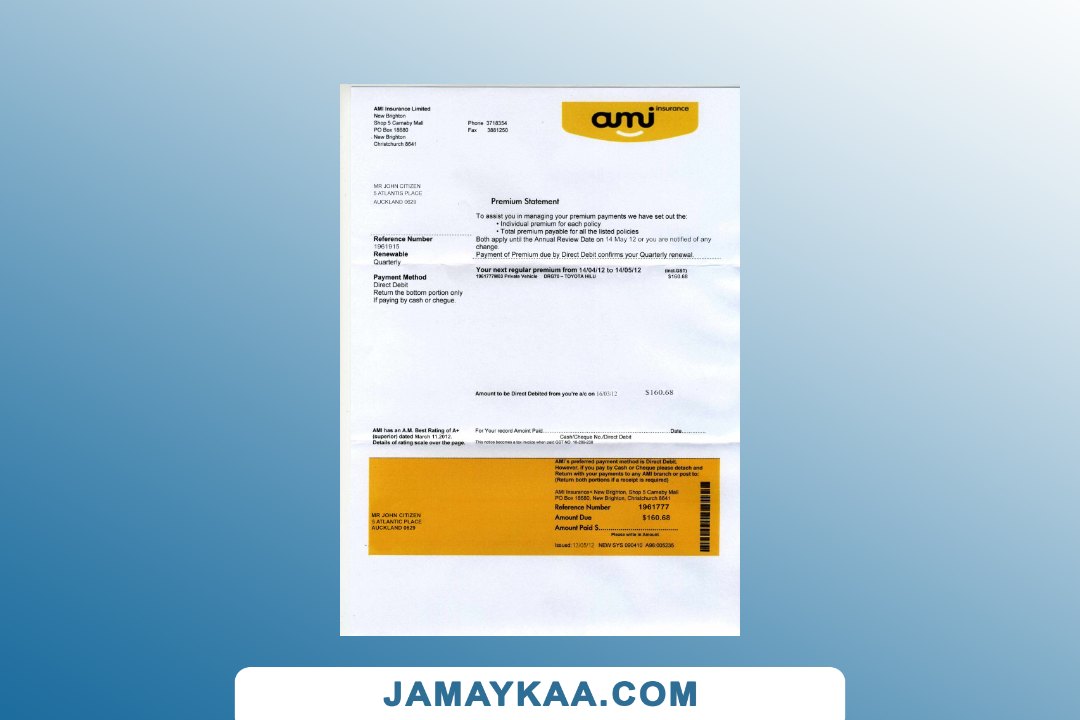 AMI Insurance Limited
New Brighton
Shop 5 Carnaby Mall
PO Box 18680
New Brighton
Christchurch 8641
Phone 3718354
Fax 3881250
ami insurance
MR JOHN CITIZEN
5 ATLANTIS PLACE
AUCKLAND 0629
Premium Statement
To assist you in managing your premium payments we have set out the:
• Individual premium for each policy
• Total premium payable for all the listed policies
Both apply until the Annual Review Date on 14 May 12 or you are notified of any
change.
Payment of Premium due by Direct Debit confirms your Quarterly renewal.
Reference Number
1961915
Renewable
Quarterly
Payment Method
Direct Debit
Return the bottom portion only
If paying by cash or cheque.
Your next regular premium from 14/04/12 to 14/05/12 (incl.GST)
Private Vehicle DRG70 – TOYOTA HILU $160.68
Amount to be Direct Debited from you're a/c on 16/03/12 $160.68
AMI has an A.M. Best Rating of A+
(superior) dated March 11,2012.
Details of rating scale over the page.
For Your record Amoint Paid Date
Cash/Cheque No./Direct Debit
This notice becomes a tax invoice when paid GST NO.
AMI's preferred payment method is Direct Debit.
However, if you pay by Cash or Cheque please detach and
Return with your payments to any AMI branch or post to:
(Return both portions if a receipt is required)
AMI Insurance New Brighton, Shop 5 Carnaby Mall
PO Box 18680, New Brighton, Christchurch 8641
Reference Number 1961777
Amount Due $160.68
Amount Paid $
Please write in Amount
MR JOHN CITIZEN
5 ATLANTIC PLACE
AUCKLAND 0629
Issued: 12/05/12 NBW SYS 090415 A96:005236
JAMAYKAA.COM